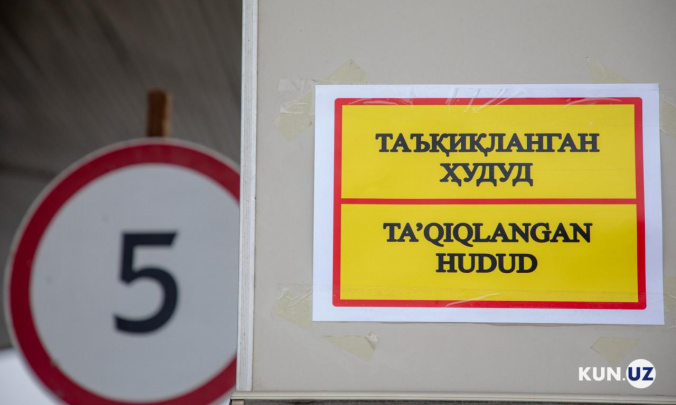 5
ТАЪҚИҚЛАНГАН
ҲУДУД
TA’QIQLANGAN
HUDUD
KUN.UZ